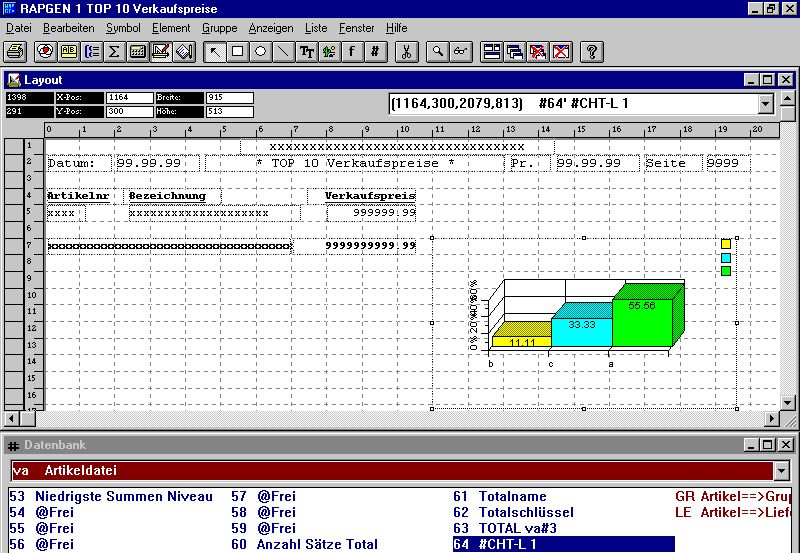 RAPGEN 1 TOP 10 Verkaufspreise
Datei Bearbeiten Symbol Element Gruppe Anzeigen Liste Fenster Hilfe
Layout
1398 X-Pos: 1164 Breite: 915
291 Y-Pos: 300 Höhe: 513
(1164,300,2079,813) #64' #CHT-L 1
0 1 2 3 4 5 6 7 8 9 10 11 12 13 14 15 16 17 18 19 20
1 xxxxxxxxxxxxxxxxxxxxxxxxxxxxxx
2 Datum: 99.99.99 * TOP 10 Verkaufspreise * Pr. 99.99.99 Seite 9999
3
4 Artikelnr Bezeichnung Verkaufspreis
5 xxxx xxxxxxxxxxxxxxxxxxxx 999999.99
6
7 9999999999.99
8
9
10
11
12
13
14
15
16
0% 20% 40% 60%
11.11 33.33 55.56
b c a
Datenbank
va Artikeldatei
53 Niedrigste Summen Niveau 57 @Frei 61 Totalname GR Artikel==>Gru
54 @Frei 58 @Frei 62 Totalschlüssel LE Artikel==>Lief
55 @Frei 59 @Frei 63 TOTAL va#3
56 @Frei 60 Anzahl Sätze Total 64 #CHT-L 1